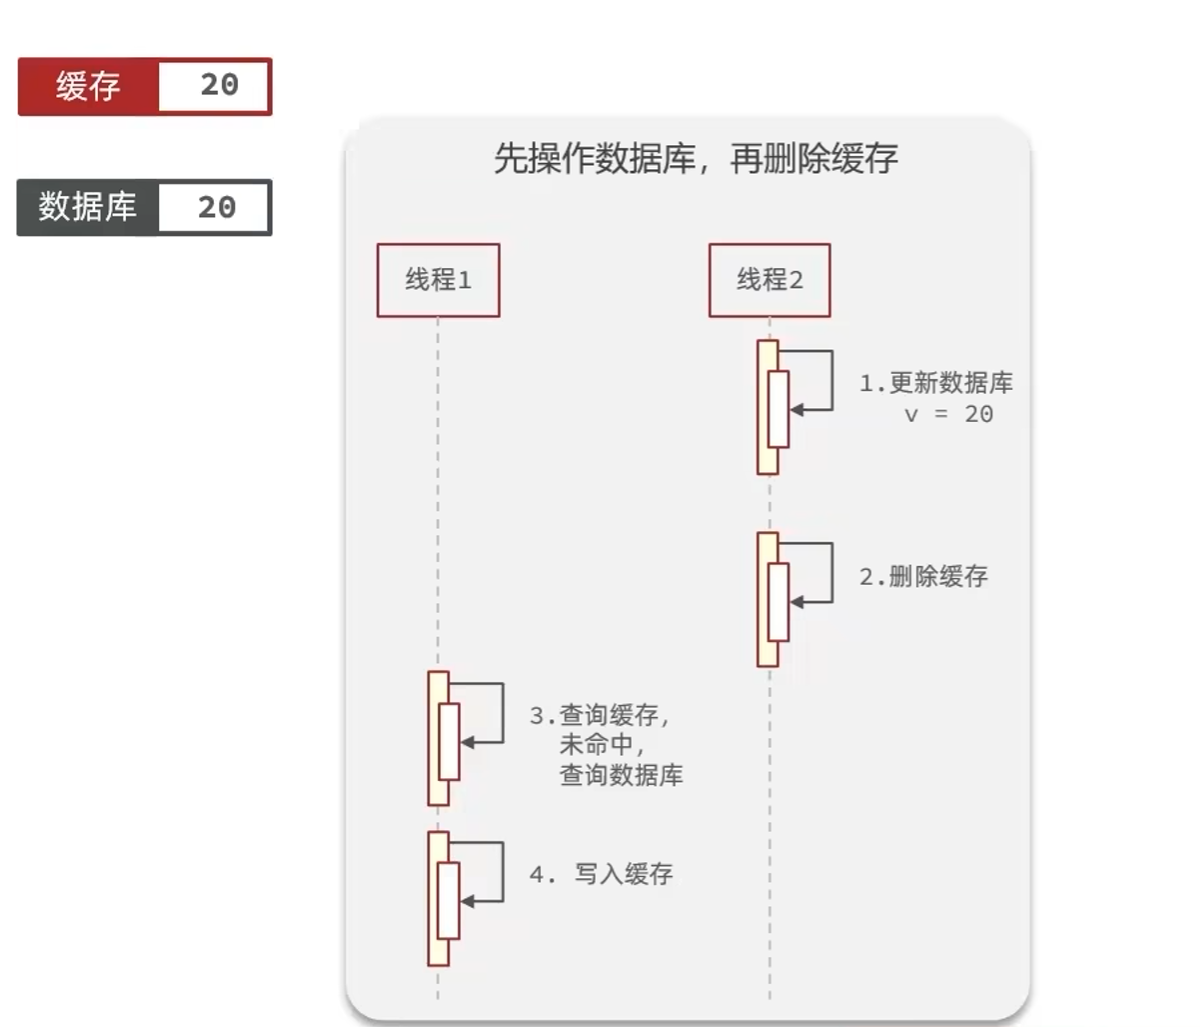 缓存 20
数据库 20
先操作数据库，再删除缓存
线程1
线程2
1.更新数据库
v = 20
2.删除缓存
3.查询缓存，
未命中，
查询数据库
4. 写入缓存